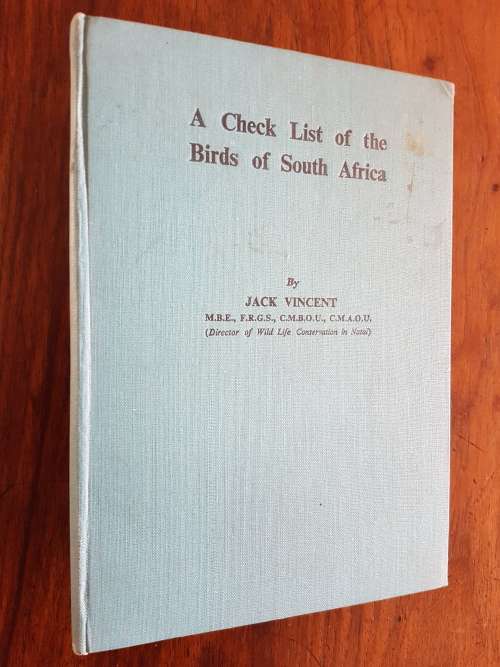 A Check List of the
Birds of South Africa
By
JACK VINCENT
M.B.E., F.R.G.S., C.M.B.O.U., C.M.A.O.U.
(Director of Wild Life Conservation in Natal)